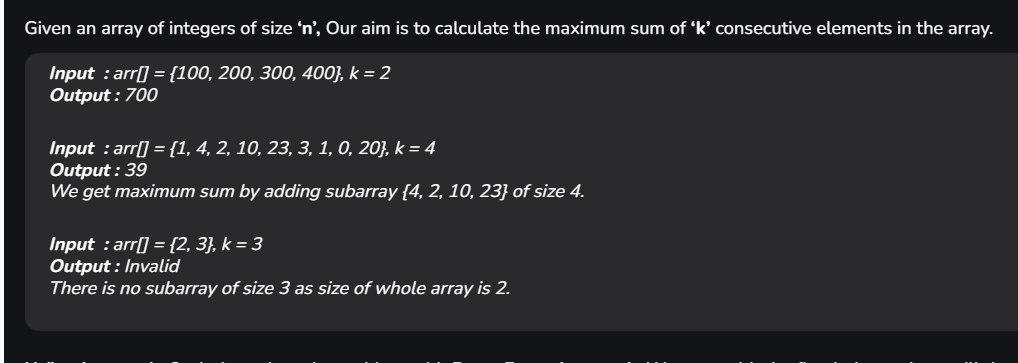 Given an array of integers of size ‘n’, Our aim is to calculate the maximum sum of ‘k’ consecutive elements in the array.
Input : arr[] = {100, 200, 300, 400}, k = 2
Output : 700
Input : arr[] = {1, 4, 2, 10, 23, 3, 1, 0, 20}, k = 4
Output : 39
We get maximum sum by adding subarray {4, 2, 10, 23} of size 4.
Input : arr[] = {2, 3}, k = 3
Output : Invalid
There is no subarray of size 3 as size of whole array is 2.